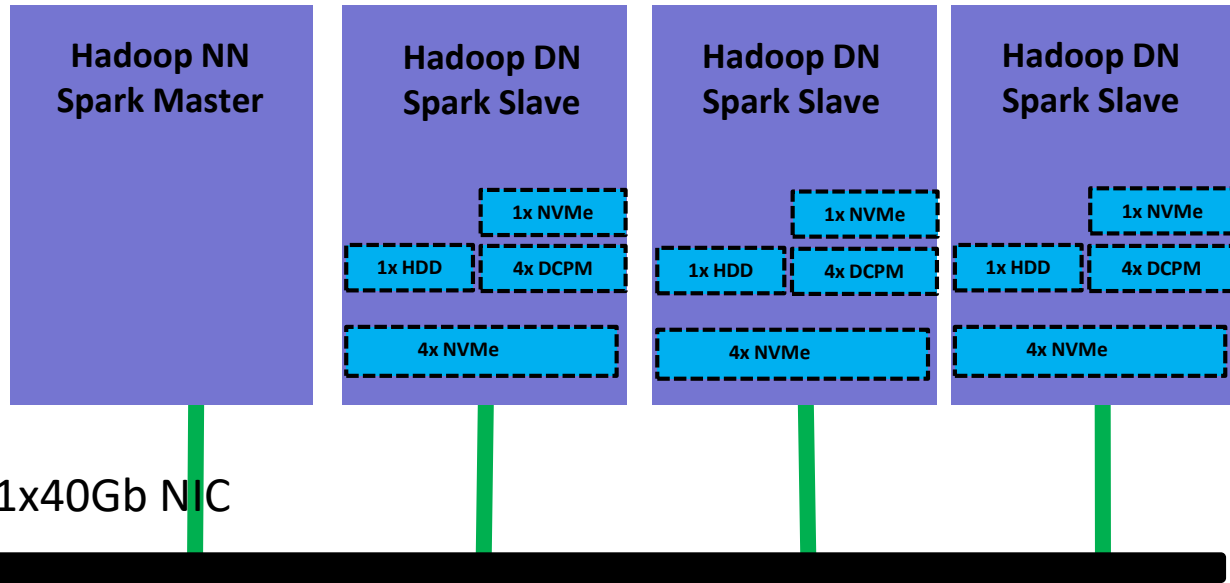 Hadoop NN
Spark Master
Hadoop DN
Spark Slave
1x NVMe
1x HDD
4x DCPM
4x NVMe
Hadoop DN
Spark Slave
1x NVMe
1x HDD
4x DCPM
4x NVMe
Hadoop DN
Spark Slave
1x NVMe
1x HDD
4x DCPM
4x NVMe
1x40Gb NIC